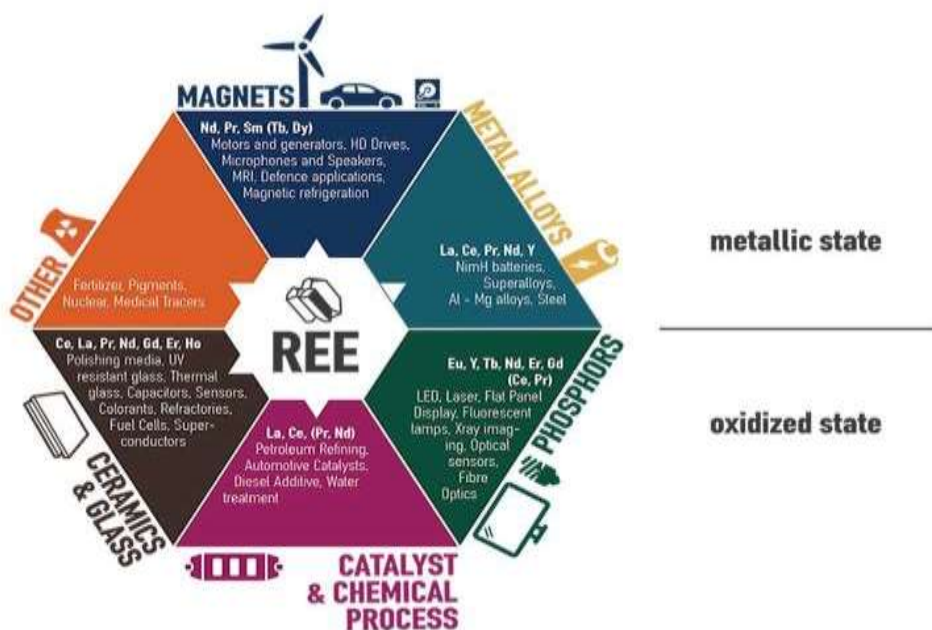 MAGNETS
Nd, Pr, Sm (Tb, Dy)
Motors and generators, HD Drives,
Microphones and Speakers,
MRI, Defence applications,
Magnetic refrigeration
METAL ALLOYS
La, Ce, Pr, Nd, Y
NimH batteries,
Superalloys,
Al - Mg alloys, Steel
metallic state
OTHER
Fertilizer, Pigments,
Nuclear, Medical Tracers
REE
Ce, La, Pr, Nd, Gd, Er, Ho
Polishing media, UV
resistant glass, Thermal
glass, Capacitors, Sensors,
Colorants, Refractories,
Fuel Cells, Super-
conductors
CERAMICS
& GLASS
La, Ce, (Pr, Nd)
Petroleum Refining,
Automotive Catalysts,
Diesel Additive, Water
treatment
CATALYST
& CHEMICAL
PROCESS
Eu, Y, Tb, Nd, Er, Gd
(Ce, Pr)
LED, Laser, Flat Panel
Display, Fluorescent
lamps, Xray imag-
ing, Optical
sensors,
Fibre
Optics
PHOSPHORS
oxidized state